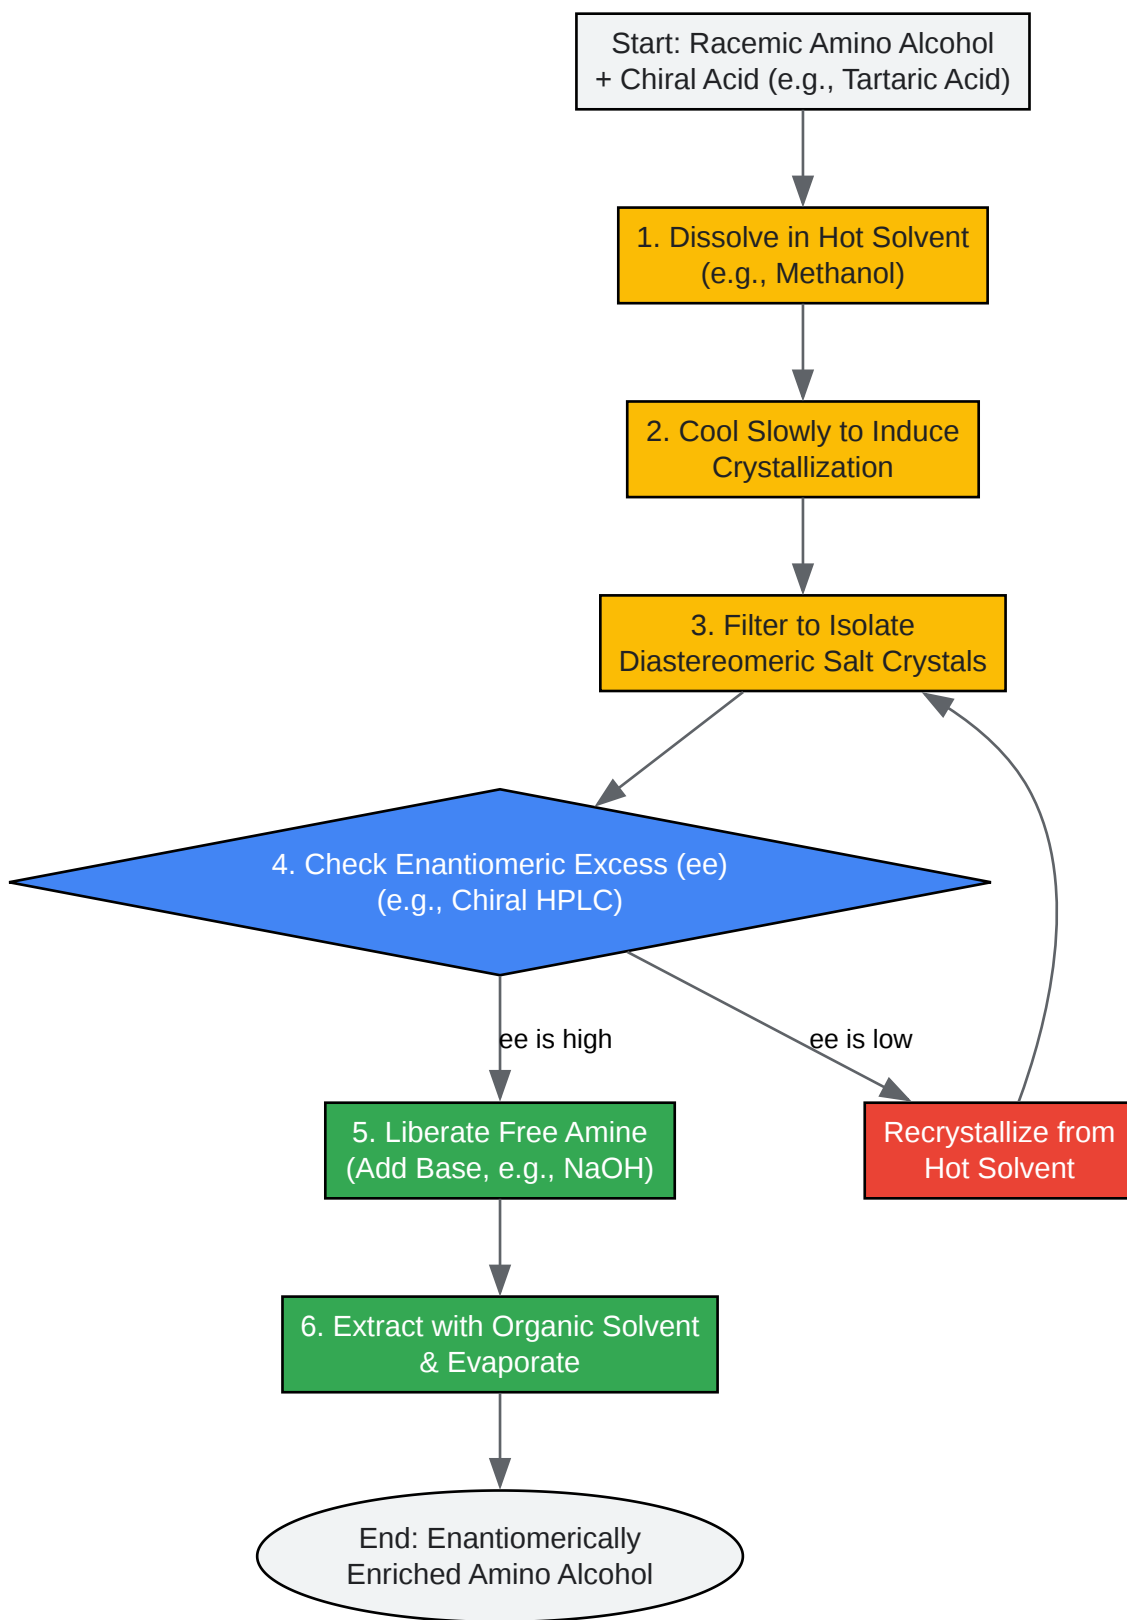 Start: Racemic Amino Alcohol
+ Chiral Acid (e.g., Tartaric Acid)
1. Dissolve in Hot Solvent
(e.g., Methanol)
2. Cool Slowly to Induce
Crystallization
3. Filter to Isolate
Diastereomeric Salt Crystals
4. Check Enantiomeric Excess (ee)
(e.g., Chiral HPLC)
ee is high
ee is low
5. Liberate Free Amine
(Add Base, e.g., NaOH)
Recrystallize from
Hot Solvent
6. Extract with Organic Solvent
& Evaporate
End: Enantiomerically
Enriched Amino Alcohol